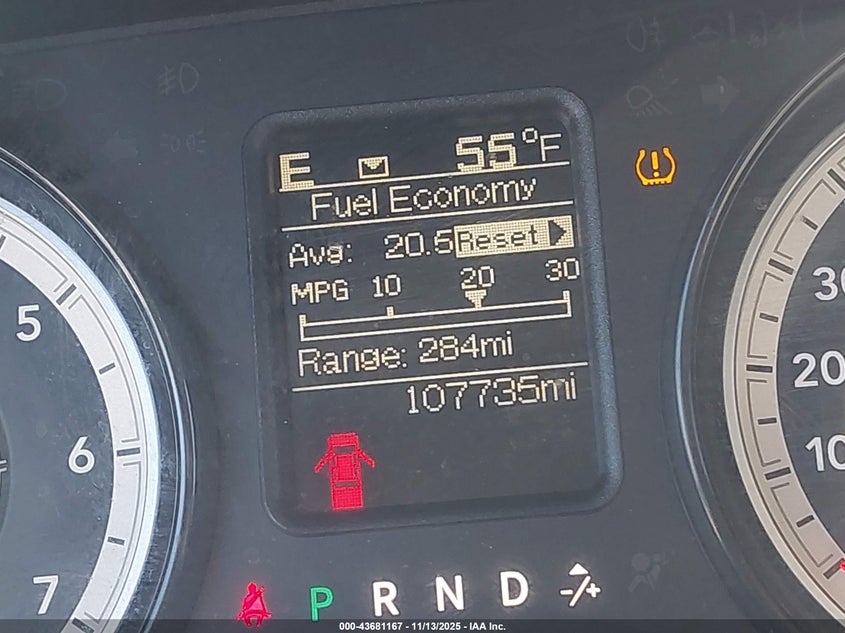 E 55°F
Fuel Economy
Avg: 20.5 Reset
MPG 10 20 30
Range: 284mi
107735mi
5
6
7
30
20
10
P R N D -/+
000-43681167 - 11/13/2025 - IAA Inc.